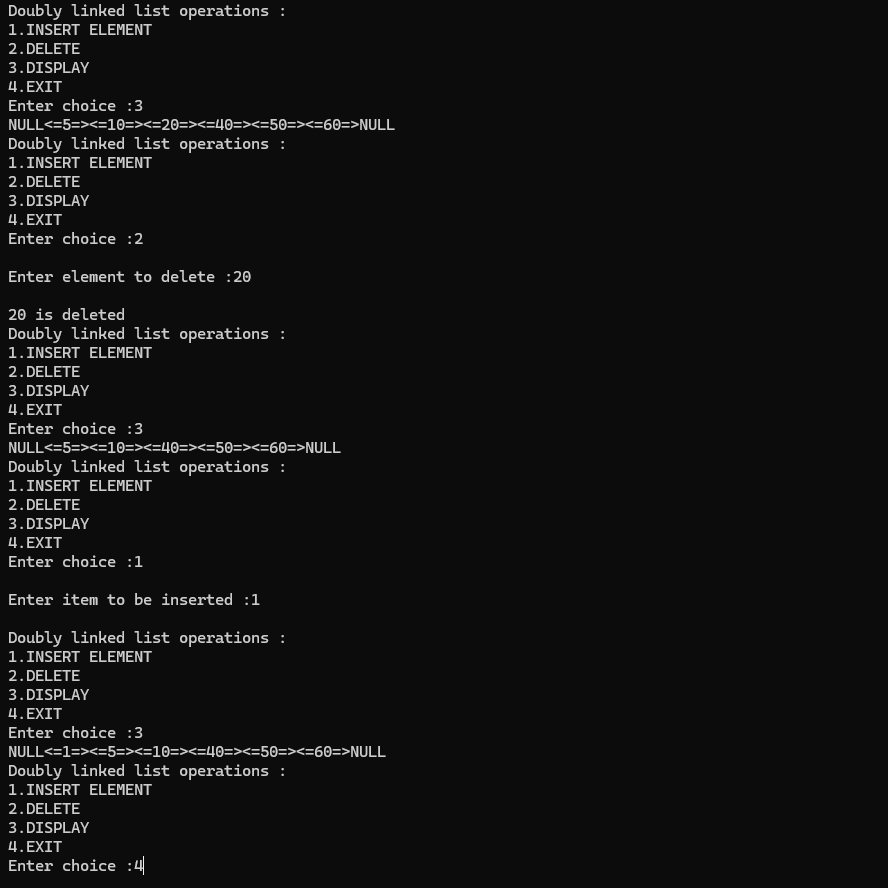 Doubly linked list operations :
1.INSERT ELEMENT
2.DELETE
3.DISPLAY
4.EXIT
Enter choice :3
NULL<=5=><=10=><=20=><=40=><=50=><=60=>NULL
Doubly linked list operations :
1.INSERT ELEMENT
2.DELETE
3.DISPLAY
4.EXIT
Enter choice :2
Enter element to delete :20
20 is deleted
Doubly linked list operations :
1.INSERT ELEMENT
2.DELETE
3.DISPLAY
4.EXIT
Enter choice :3
NULL<=5=><=10=><=40=><=50=><=60=>NULL
Doubly linked list operations :
1.INSERT ELEMENT
2.DELETE
3.DISPLAY
4.EXIT
Enter choice :1
Enter item to be inserted :1
Doubly linked list operations :
1.INSERT ELEMENT
2.DELETE
3.DISPLAY
4.EXIT
Enter choice :3
NULL<=1=><=5=><=10=><=40=><=50=><=60=>NULL
Doubly linked list operations :
1.INSERT ELEMENT
2.DELETE
3.DISPLAY
4.EXIT
Enter choice :4